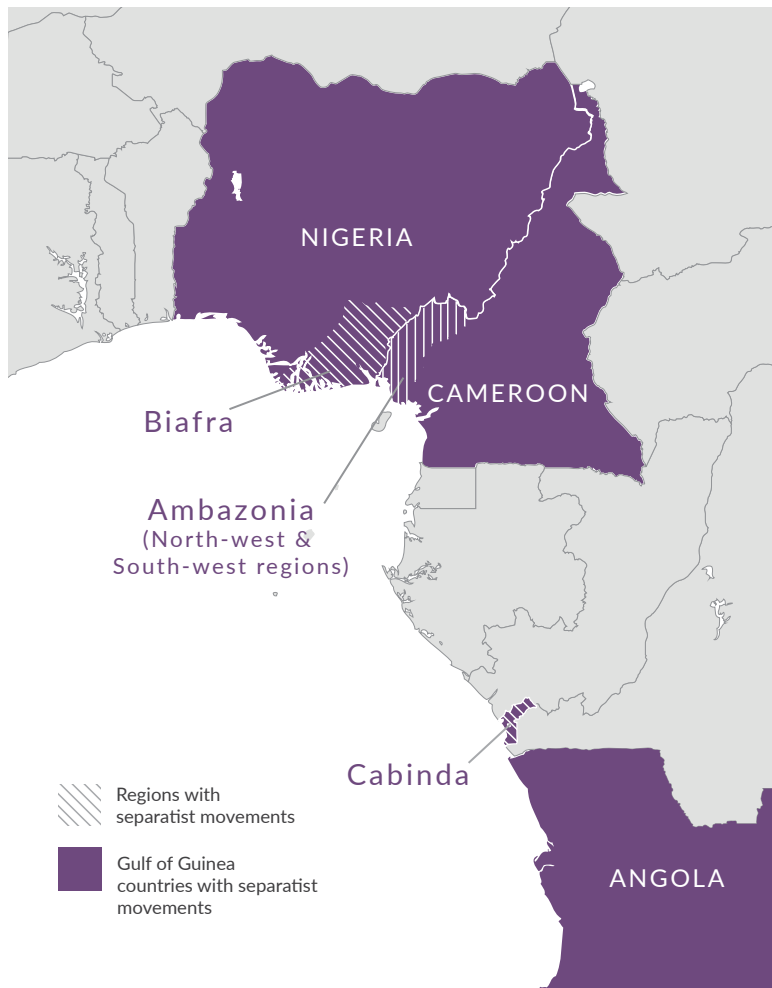 NIGERIA
CAMEROON
Biafra
Ambazonia
(North-west &
South-west regions)
Cabinda
ANGOLA
Regions with
separatist movements
Gulf of Guinea
countries with separatist
movements